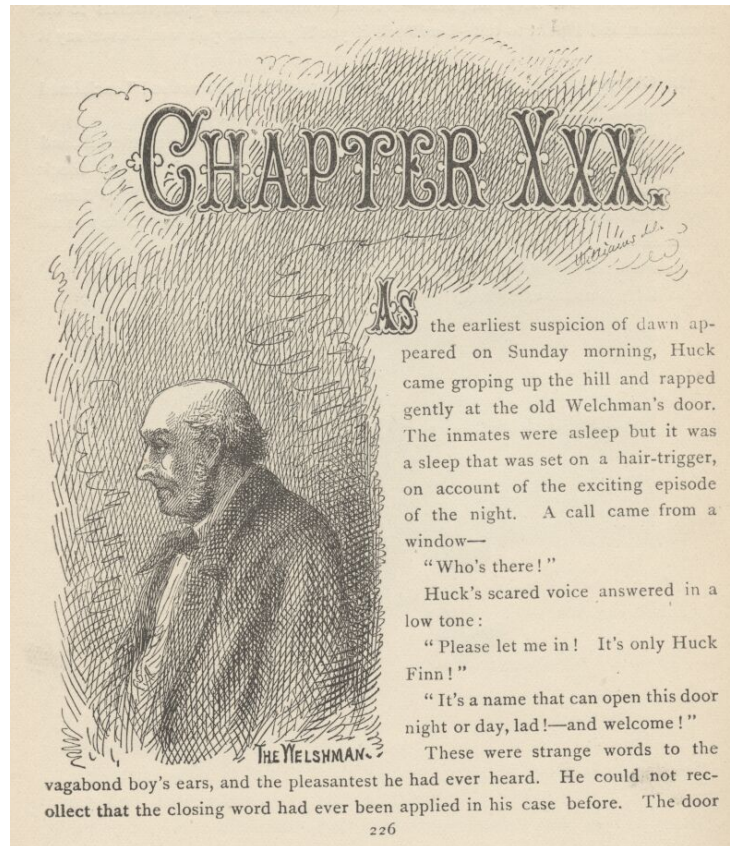 CHAPTER XXX.
Williams del.
As the earliest suspicion of dawn ap-
peared on Sunday morning, Huck
came groping up the hill and rapped
gently at the old Welchman's door.
The inmates were asleep but it was
a sleep that was set on a hair-trigger,
on account of the exciting episode
of the night. A call came from a
window—
"Who's there!"
Huck's scared voice answered in a
low tone:
"Please let me in! It's only Huck
Finn!"
"It's a name that can open this door
night or day, lad!—and welcome!"
These were strange words to the
THE WELSHMAN.
vagabond boy's ears, and the pleasantest he had ever heard. He could not rec-
ollect that the closing word had ever been applied in his case before. The door
226